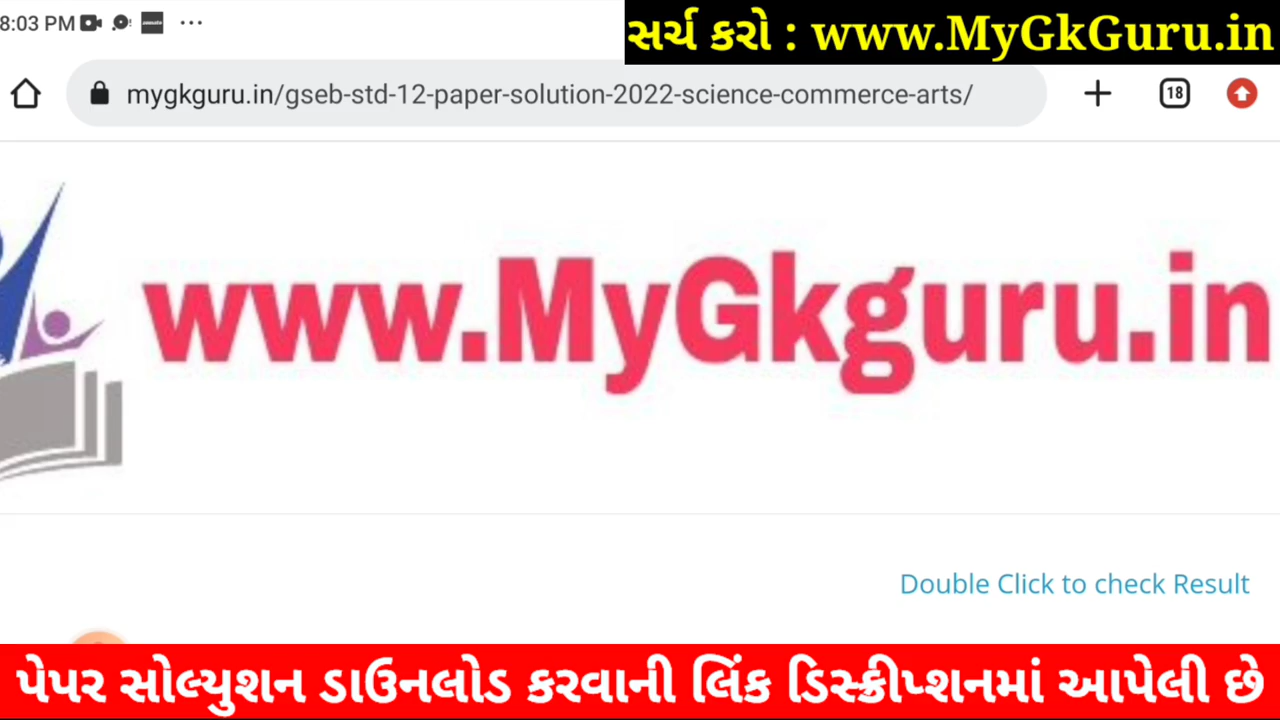 8:03 PM
સર્ચ કરો : www.MyGkGuru.in
mygkguru.in/gseb-std-12-paper-solution-2022-science-commerce-arts/
18
www.MyGkguru.in
Double Click to check Result
પેપર સોલ્યુશન ડાઉનલોડ કરવાની લિંક ડિસ્ક્રીપ્શનમાં આપેલી છે